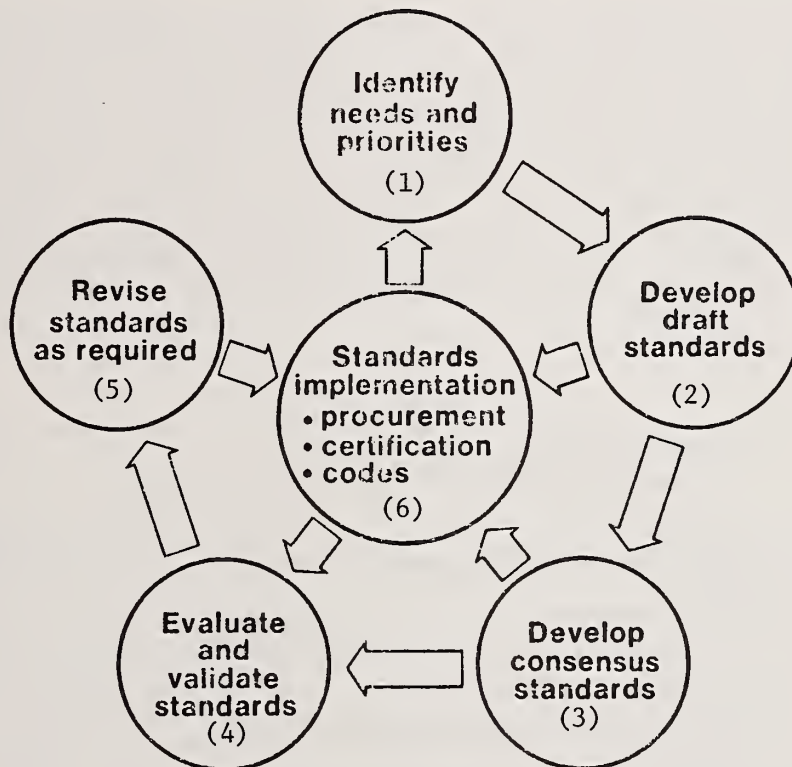 Identify
needs and
priorities
(1)
Develop
draft
standards
(2)
Develop
consensus
standards
(3)
Evaluate
and
validate
standards
(4)
Revise
standards
as required
(5)
Standards
implementation
• procurement
• certification
• codes
(6)